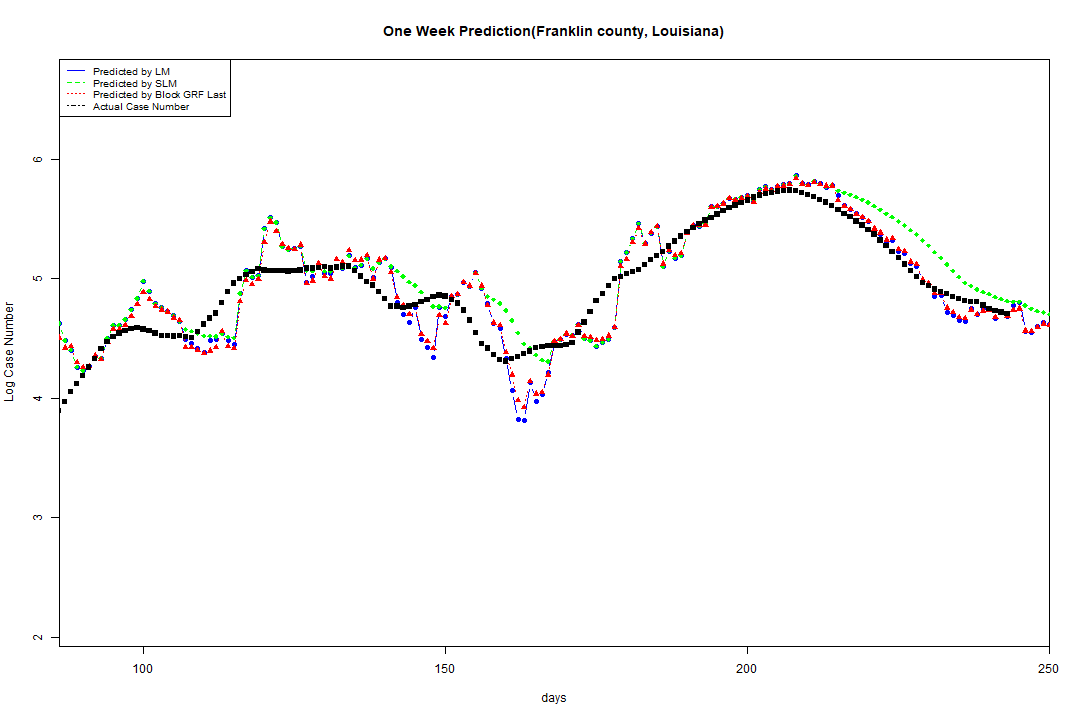 One Week Prediction(Franklin county, Louisiana)
Predicted by LM
Predicted by SLM
Predicted by Block GRF Last
Actual Case Number
6
5
4
3
2
Log Case Number
100 150 200 250
days